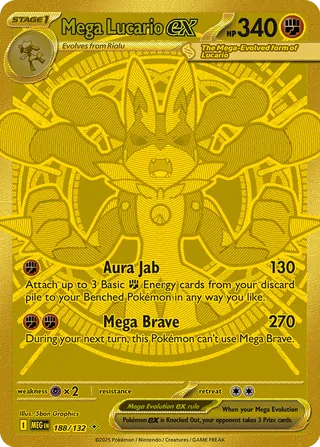 STAGE 1
Mega Lucario ex
HP 340
Evolves from Riolu
The Mega-Evolved form of
Lucario
Aura Jab 130
Attach up to 3 Basic Energy cards from your discard
pile to your Benched Pokémon in any way you like.
Mega Brave 270
During your next turn, this Pokémon can't use Mega Brave.
weakness ×2 resistance retreat
Illus. 5ban Graphics
Mega Evolution ex rule
When your Mega Evolution
Pokémon ex is Knocked Out, your opponent takes 3 Prize cards.
MEG EN 188/132
©2025 Pokémon / Nintendo / Creatures / GAME FREAK